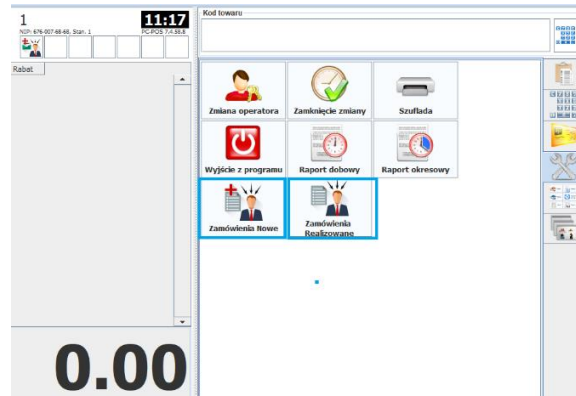 1
11:17
NIP: 676-007-68-68, Stan. 1
PC-POS 7.4.58.8
Rabat
0.00
Kod towaru
Zmiana operatora
Zamknięcie zmiany
Szuflada
Wyjście z programu
Raport dobowy
Raport okresowy
Zamówienia Nowe
Zamówienia
Realizowane